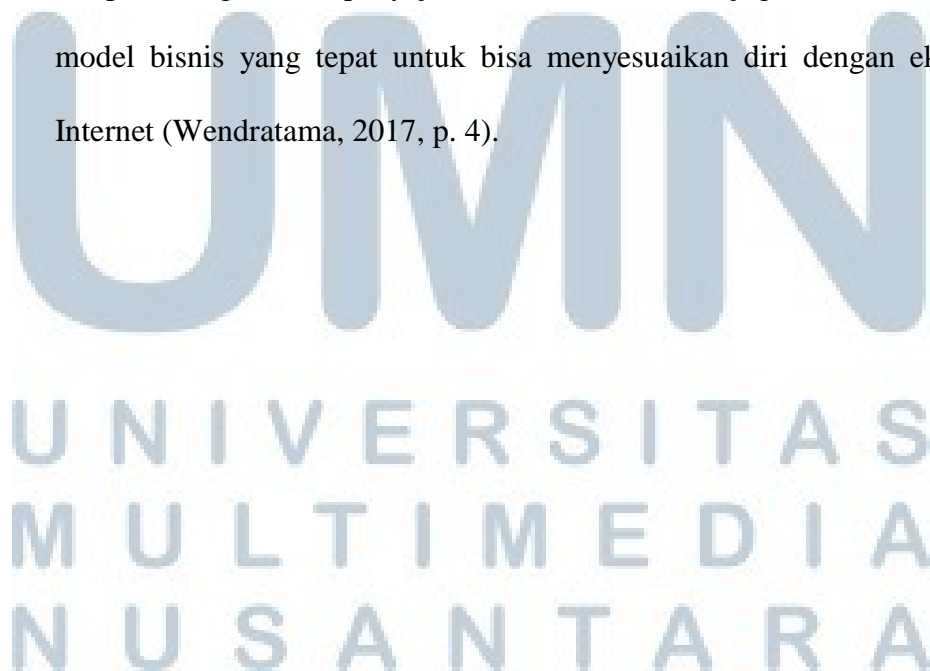 model bisnis yang tepat untuk bisa menyesuaikan diri dengan
Internet (Wendratama, 2017, p. 4).
UMN
UNIVERSITAS
MULTIMEDIA
NUSANTARA